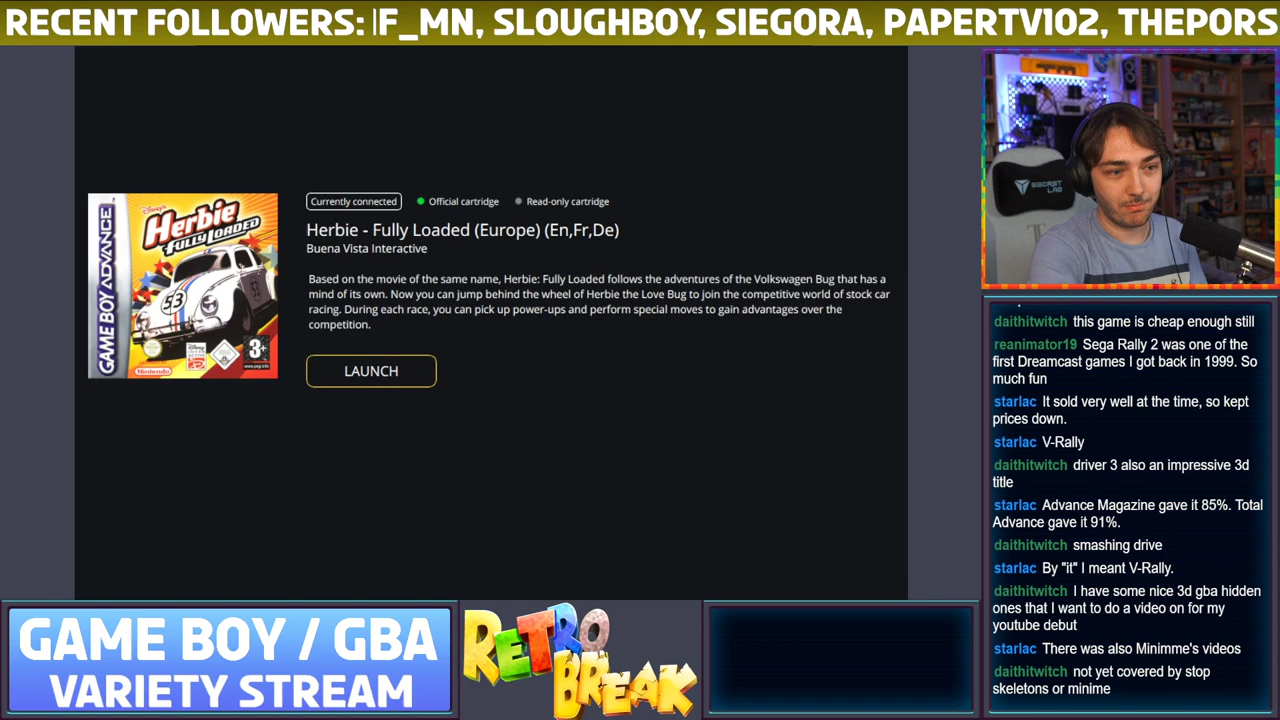 RECENT FOLLOWERS: IF_MN, SLOUGHBOY, SIEGORA, PAPERTV102, THEPORS
GAME BOY ADVANCE
Disney's
Herbie
FULLY LOADED
53
Nintendo
3+
Currently connected
Official cartridge
Read-only cartridge
Herbie - Fully Loaded (Europe) (En,Fr,De)
Buena Vista Interactive
Based on the movie of the same name, Herbie: Fully Loaded follows the adventures of the Volkswagen Bug that has a
mind of its own. Now you can jump behind the wheel of Herbie the Love Bug to join the competitive world of stock car
racing. During each race, you can pick up power-ups and perform special moves to gain advantages over the
competition.
LAUNCH
SECRET
LAB
daithitwitch this game is cheap enough still
reanimator19 Sega Rally 2 was one of the
first Dreamcast games I got back in 1999. So
much fun
starlac It sold very well at the time, so kept
prices down.
starlac V-Rally
daithitwitch driver 3 also an impressive 3d
title
starlac Advance Magazine gave it 85%. Total
Advance gave it 91%.
daithitwitch smashing drive
starlac By "it" I meant V-Rally.
daithitwitch I have some nice 3d gba hidden
ones that I want to do a video on for my
youtube debut
starlac There was also Minimme's videos
daithitwitch not yet covered by stop
skeletons or minime
GAME BOY / GBA
VARIETY STREAM
RETRO
BREAK